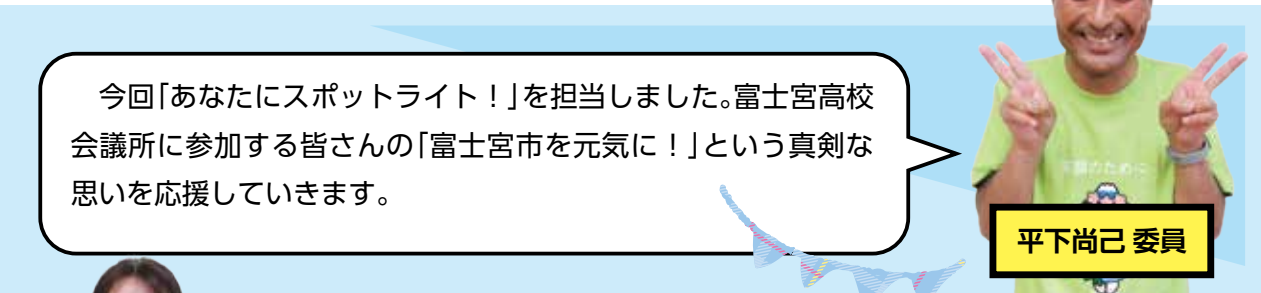 今回「あなたにスポットライト！」を担当しました。富士宮高校
会議所に参加する皆さんの「富士宮市を元気に！」という真剣な
思いを応援していきます。
平下尚己 委員